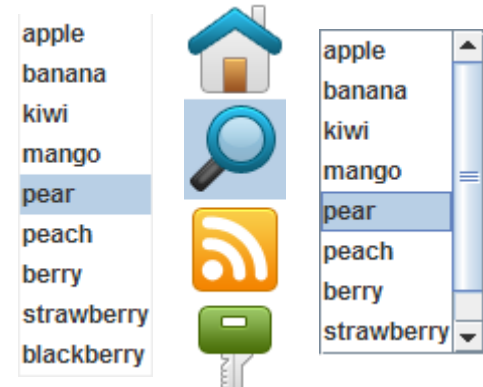 apple
banana
kiwi
mango
pear
peach
berry
strawberry
blackberry
apple
banana
kiwi
mango
pear
peach
berry
strawberry